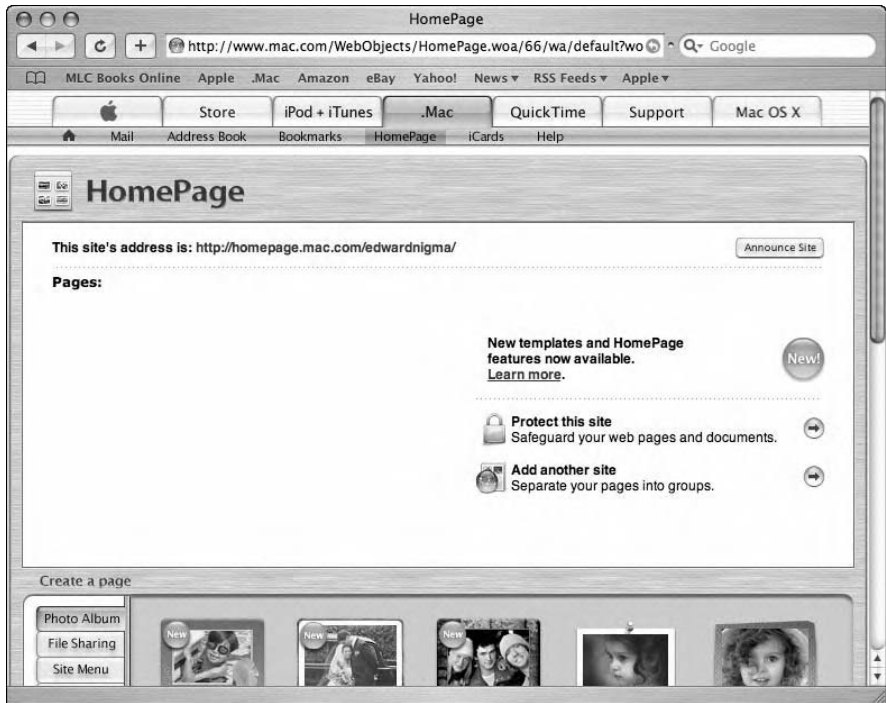 HomePage
http://www.mac.com/WebObjects/HomePage.woa/66/wa/default?wo
Google
MLC Books Online Apple .Mac Amazon eBay Yahoo! News RSS Feeds Apple
Store iPod + iTunes .Mac QuickTime Support Mac OS X
Mail Address Book Bookmarks HomePage iCards Help
HomePage
This site's address is: http://homepage.mac.com/edwardnigma/
Announce Site
Pages:
New templates and HomePage
features now available.
Learn more.
New!
Protect this site
Safeguard your web pages and documents.
Add another site
Separate your pages into groups.
Create a page
Photo Album
File Sharing
Site Menu
New
New
New